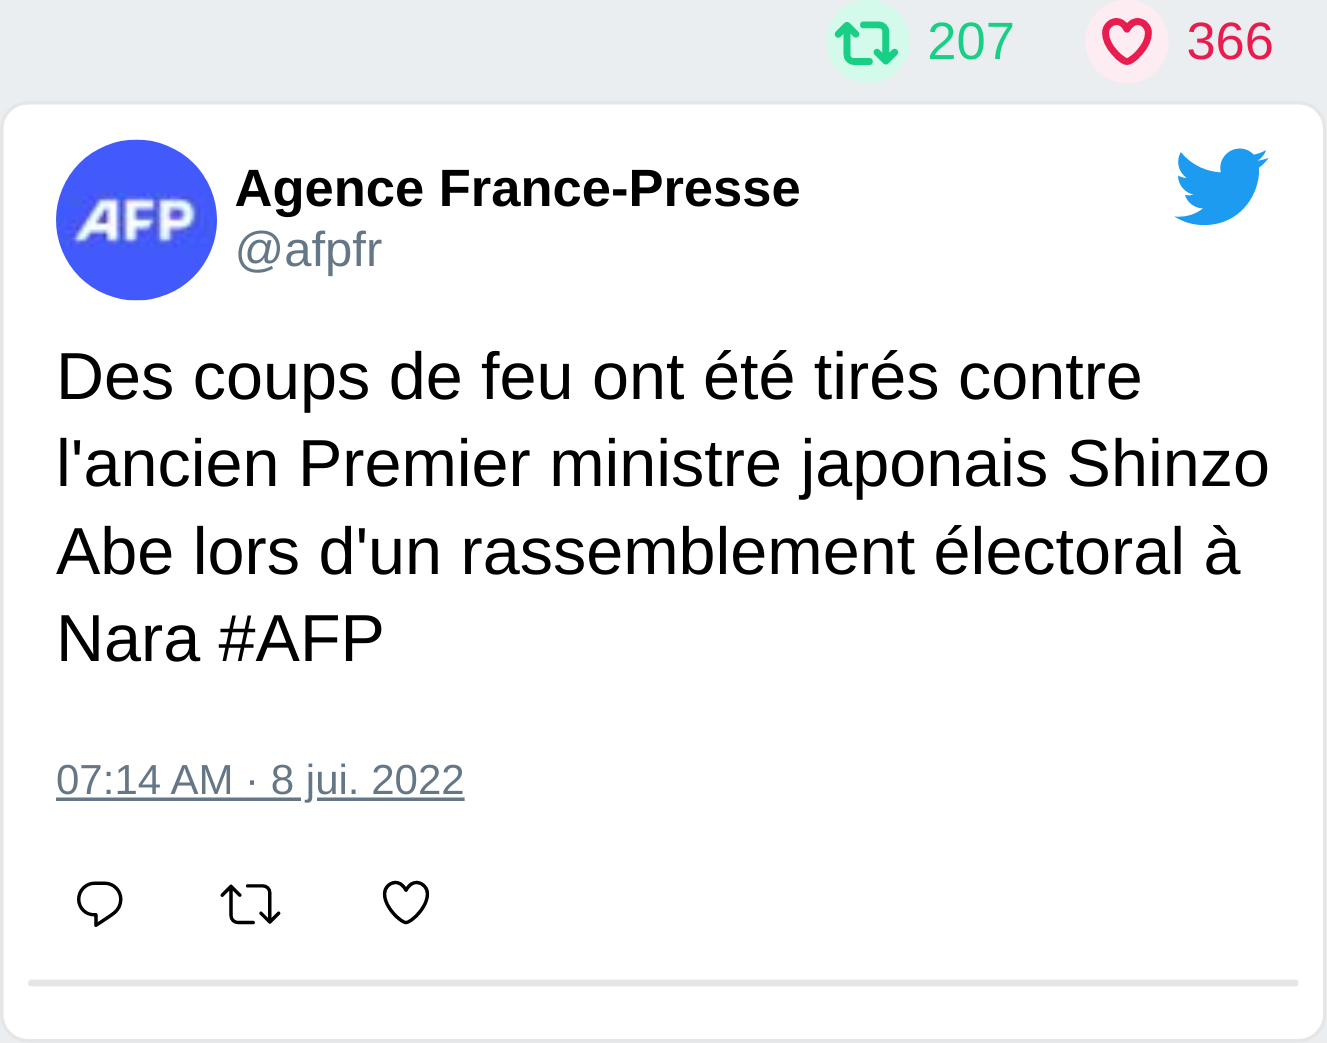 207 366
AFP
Agence France-Presse
@afpfr
Des coups de feu ont été tirés contre
l'ancien Premier ministre japonais Shinzo
Abe lors d'un rassemblement électoral à
Nara #AFP
07:14 AM · 8 jui. 2022